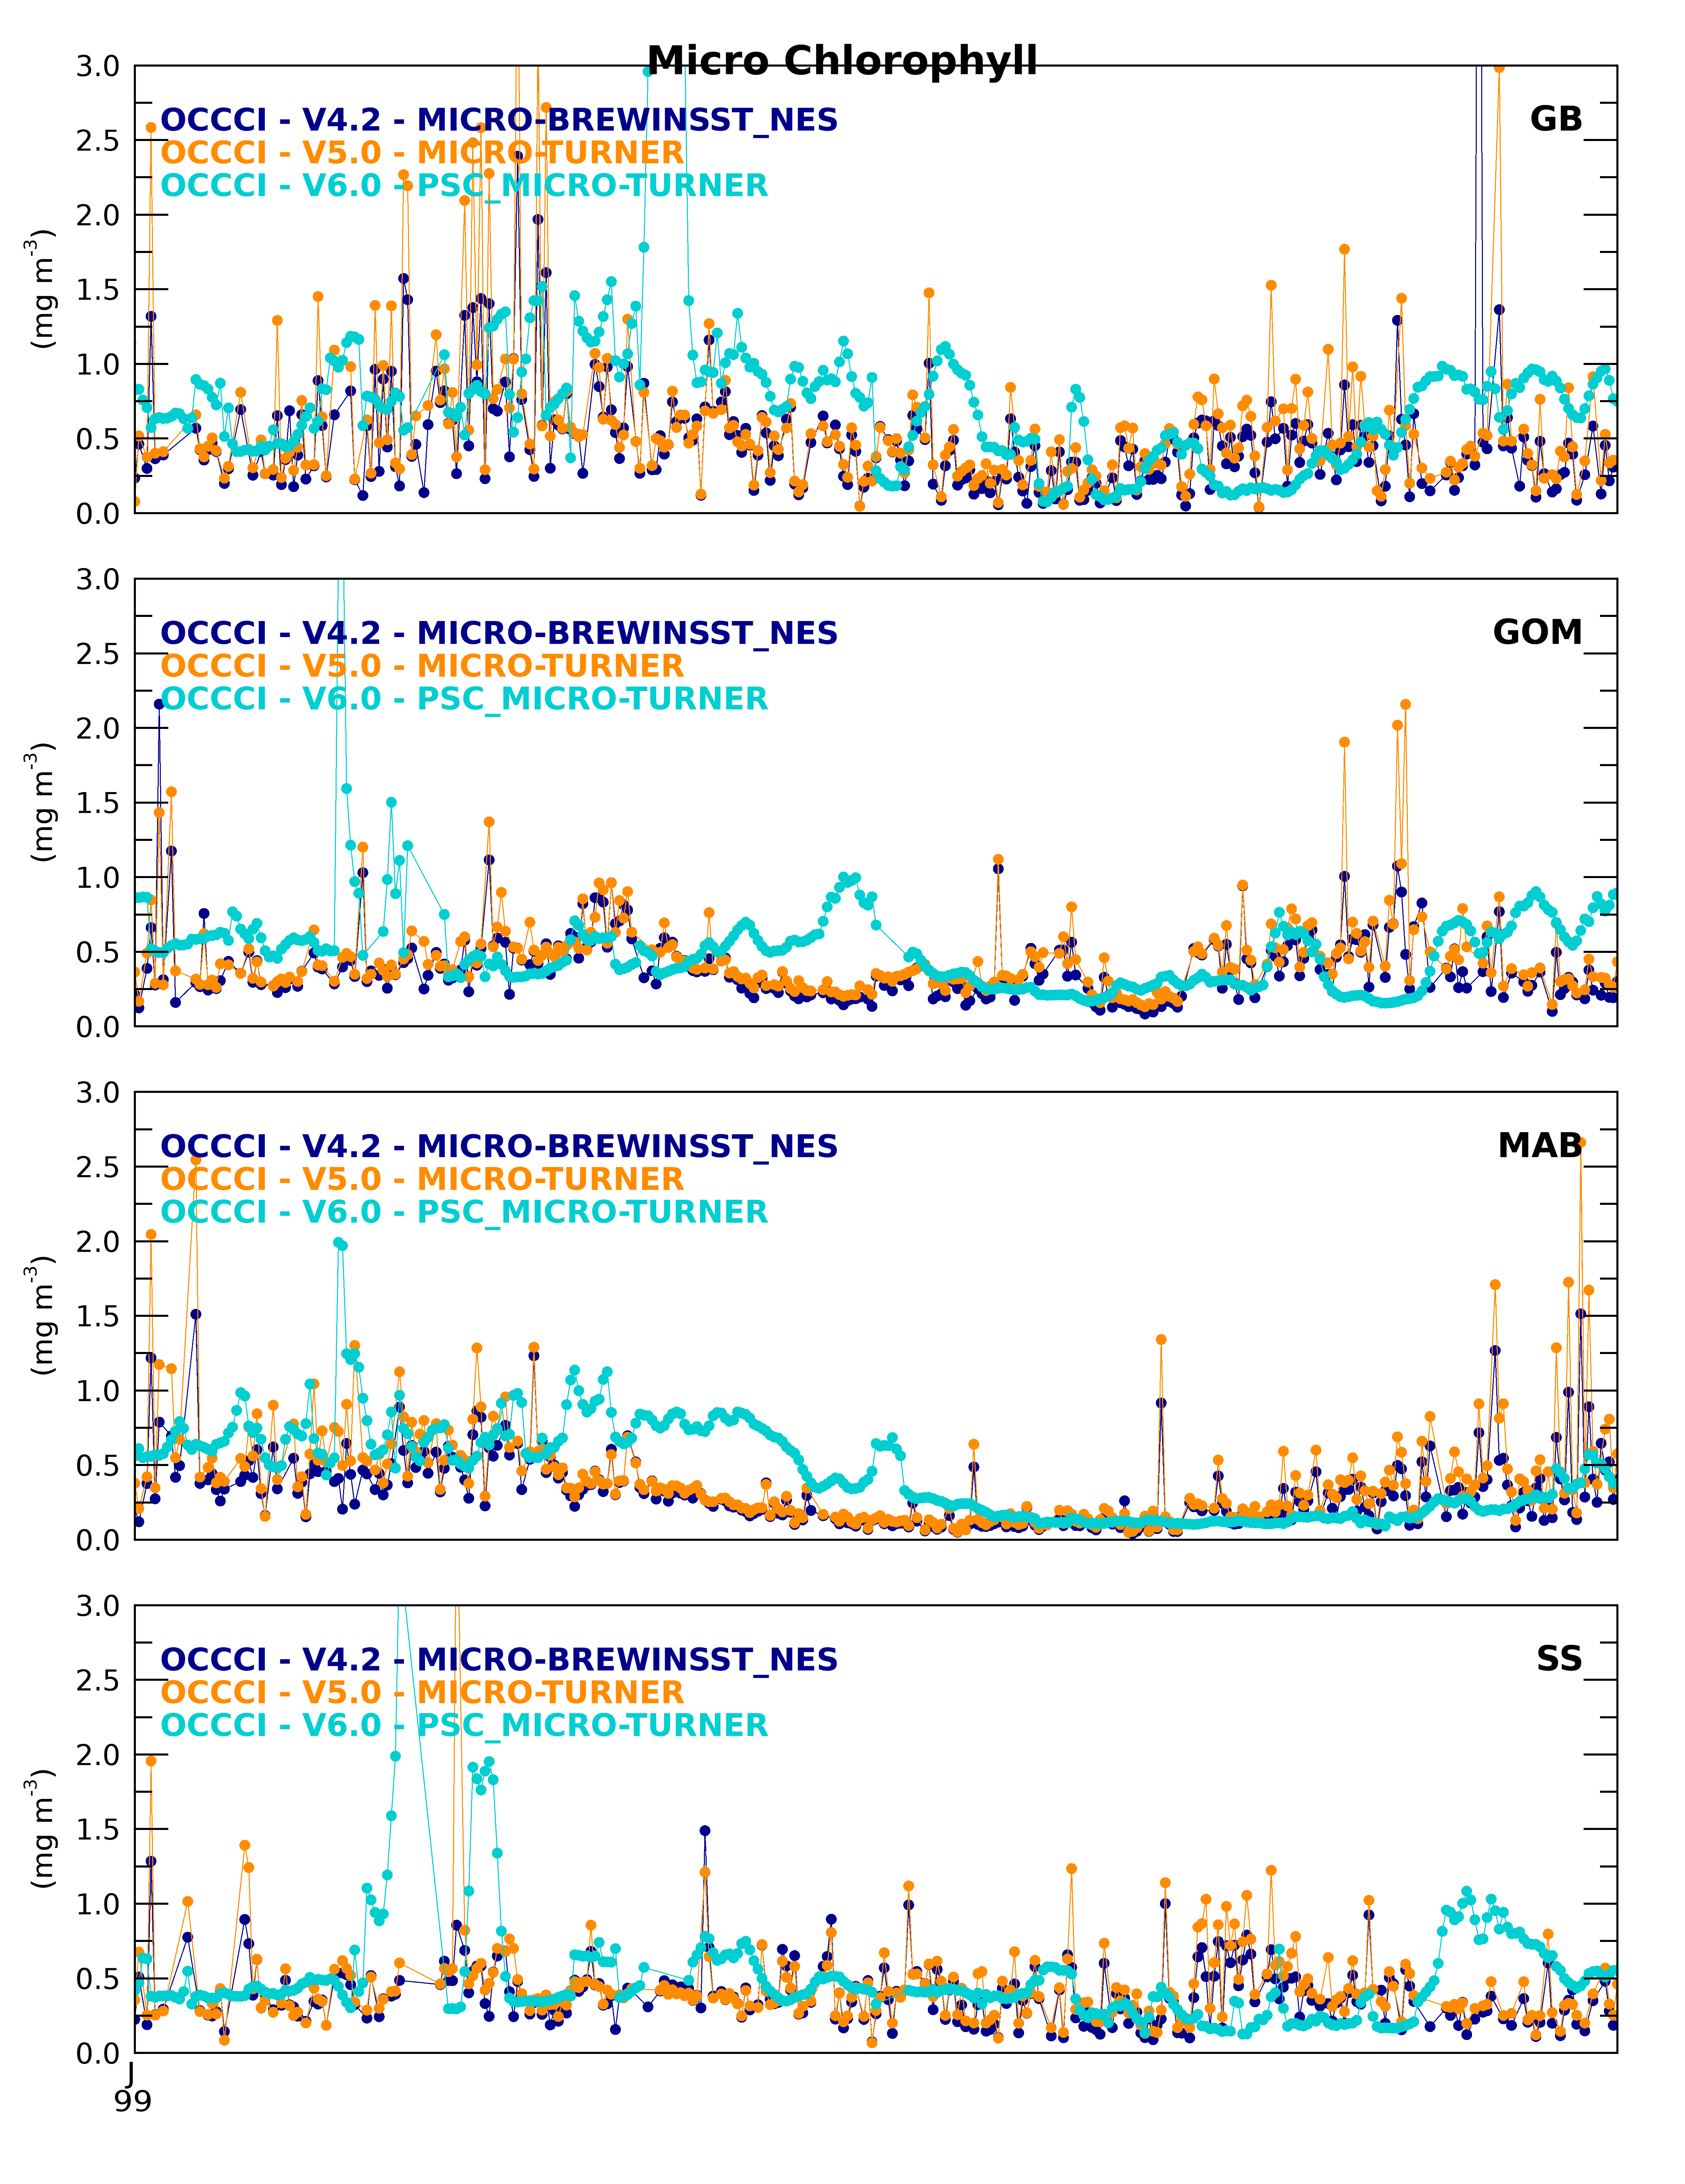 Micro Chlorophyll
3.0
2.5
2.0
1.5
1.0
0.5
0.0
(mg m-3)
OCCCI - V4.2 - MICRO-BREWINSST_NES
OCCCI - V5.0 - MICRO-TURNER
OCCCI - V6.0 - PSC_MICRO-TURNER
GB
3.0
2.5
2.0
1.5
1.0
0.5
0.0
(mg m-3)
OCCCI - V4.2 - MICRO-BREWINSST_NES
OCCCI - V5.0 - MICRO-TURNER
OCCCI - V6.0 - PSC_MICRO-TURNER
GOM
3.0
2.5
2.0
1.5
1.0
0.5
0.0
(mg m-3)
OCCCI - V4.2 - MICRO-BREWINSST_NES
OCCCI - V5.0 - MICRO-TURNER
OCCCI - V6.0 - PSC_MICRO-TURNER
MAB
3.0
2.5
2.0
1.5
1.0
0.5
0.0
(mg m-3)
OCCCI - V4.2 - MICRO-BREWINSST_NES
OCCCI - V5.0 - MICRO-TURNER
OCCCI - V6.0 - PSC_MICRO-TURNER
SS
J
99